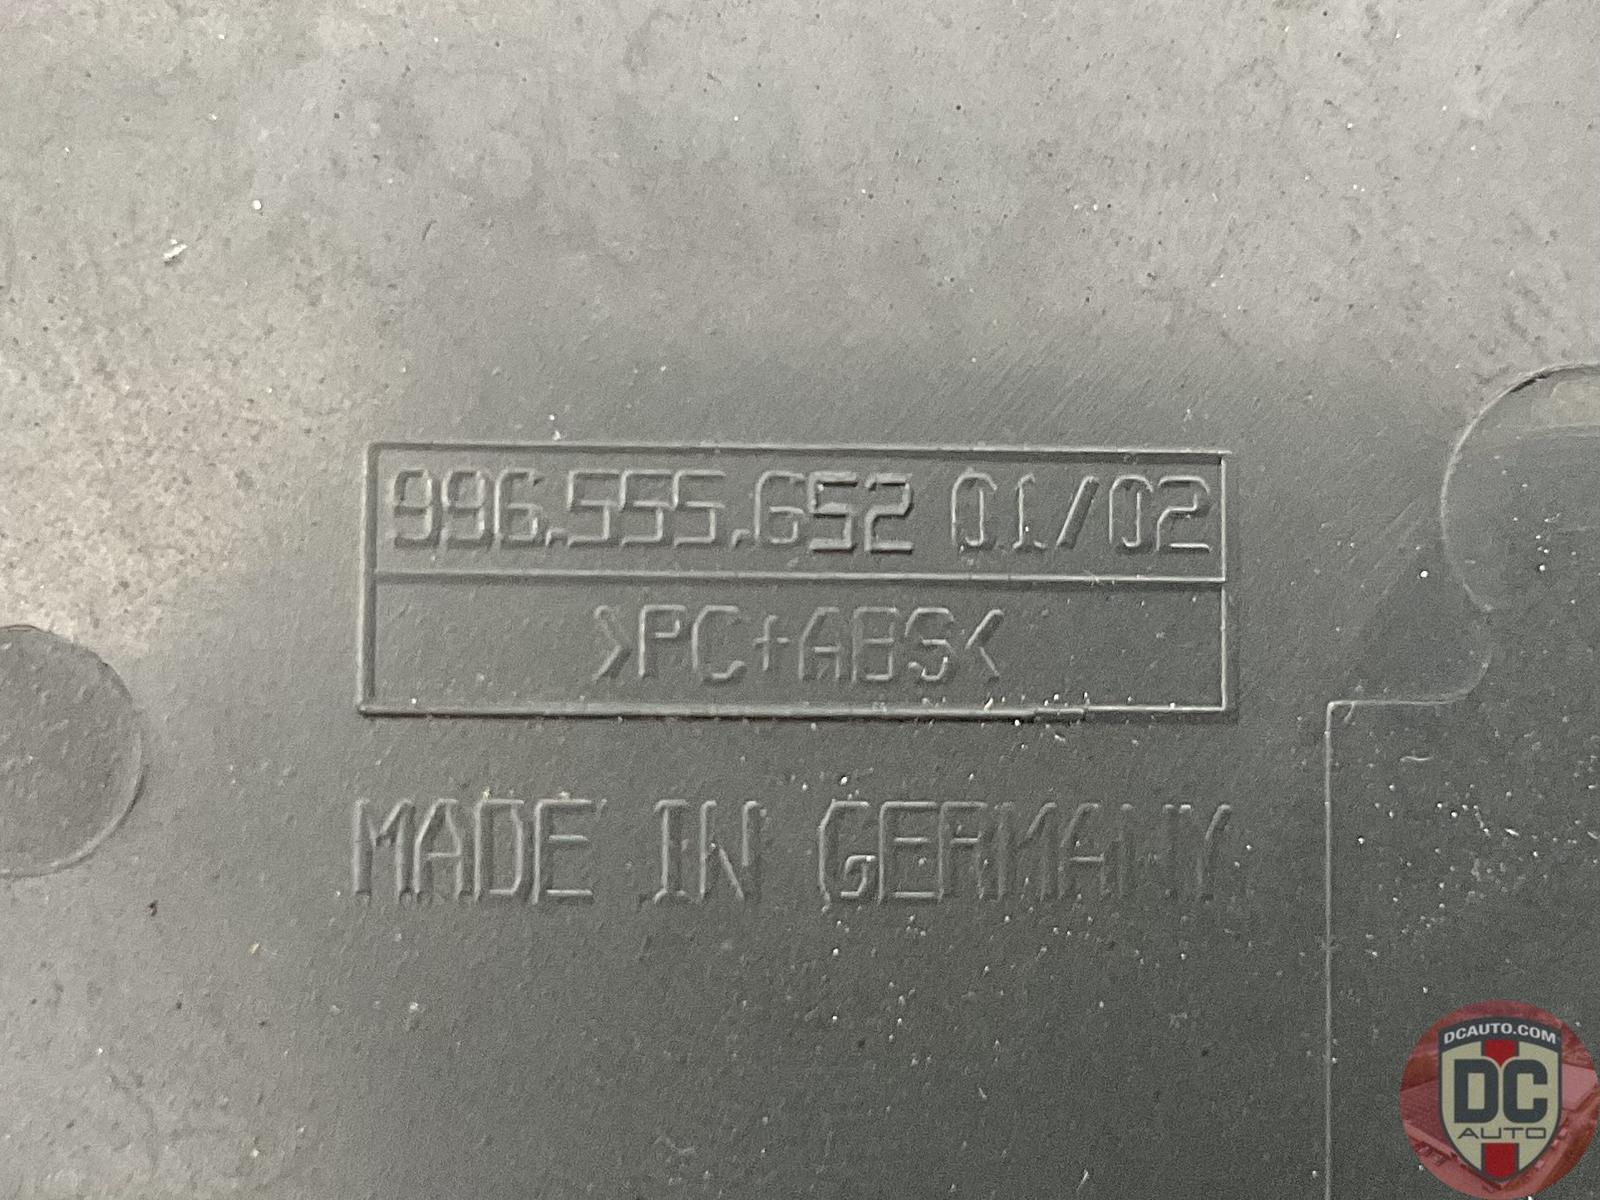 996.555.652 01/02
>PC+ABS<
MADE IN GERMANY
DCAUTO.COM
DC
AUTO